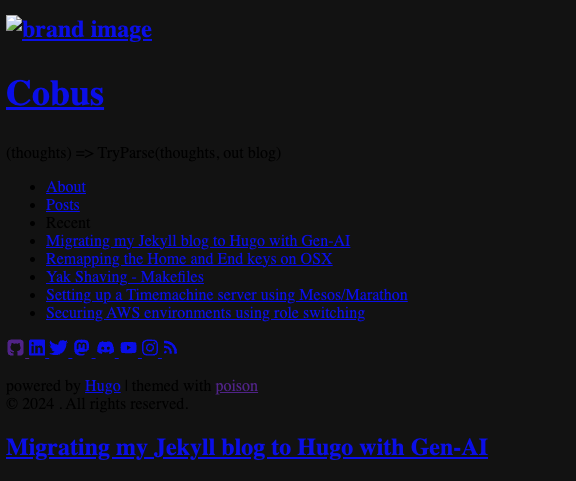 brand image
Cobus
(thoughts) => TryParse(thoughts, out blog)
About
Posts
Recent
Migrating my Jekyll blog to Hugo with Gen-AI
Remapping the Home and End keys on OSX
Yak Shaving - Makefiles
Setting up a Timemachine server using Mesos/Marathon
Securing AWS environments using role switching
powered by Hugo | themed with poison
© 2024 . All rights reserved.
Migrating my Jekyll blog to Hugo with Gen-AI